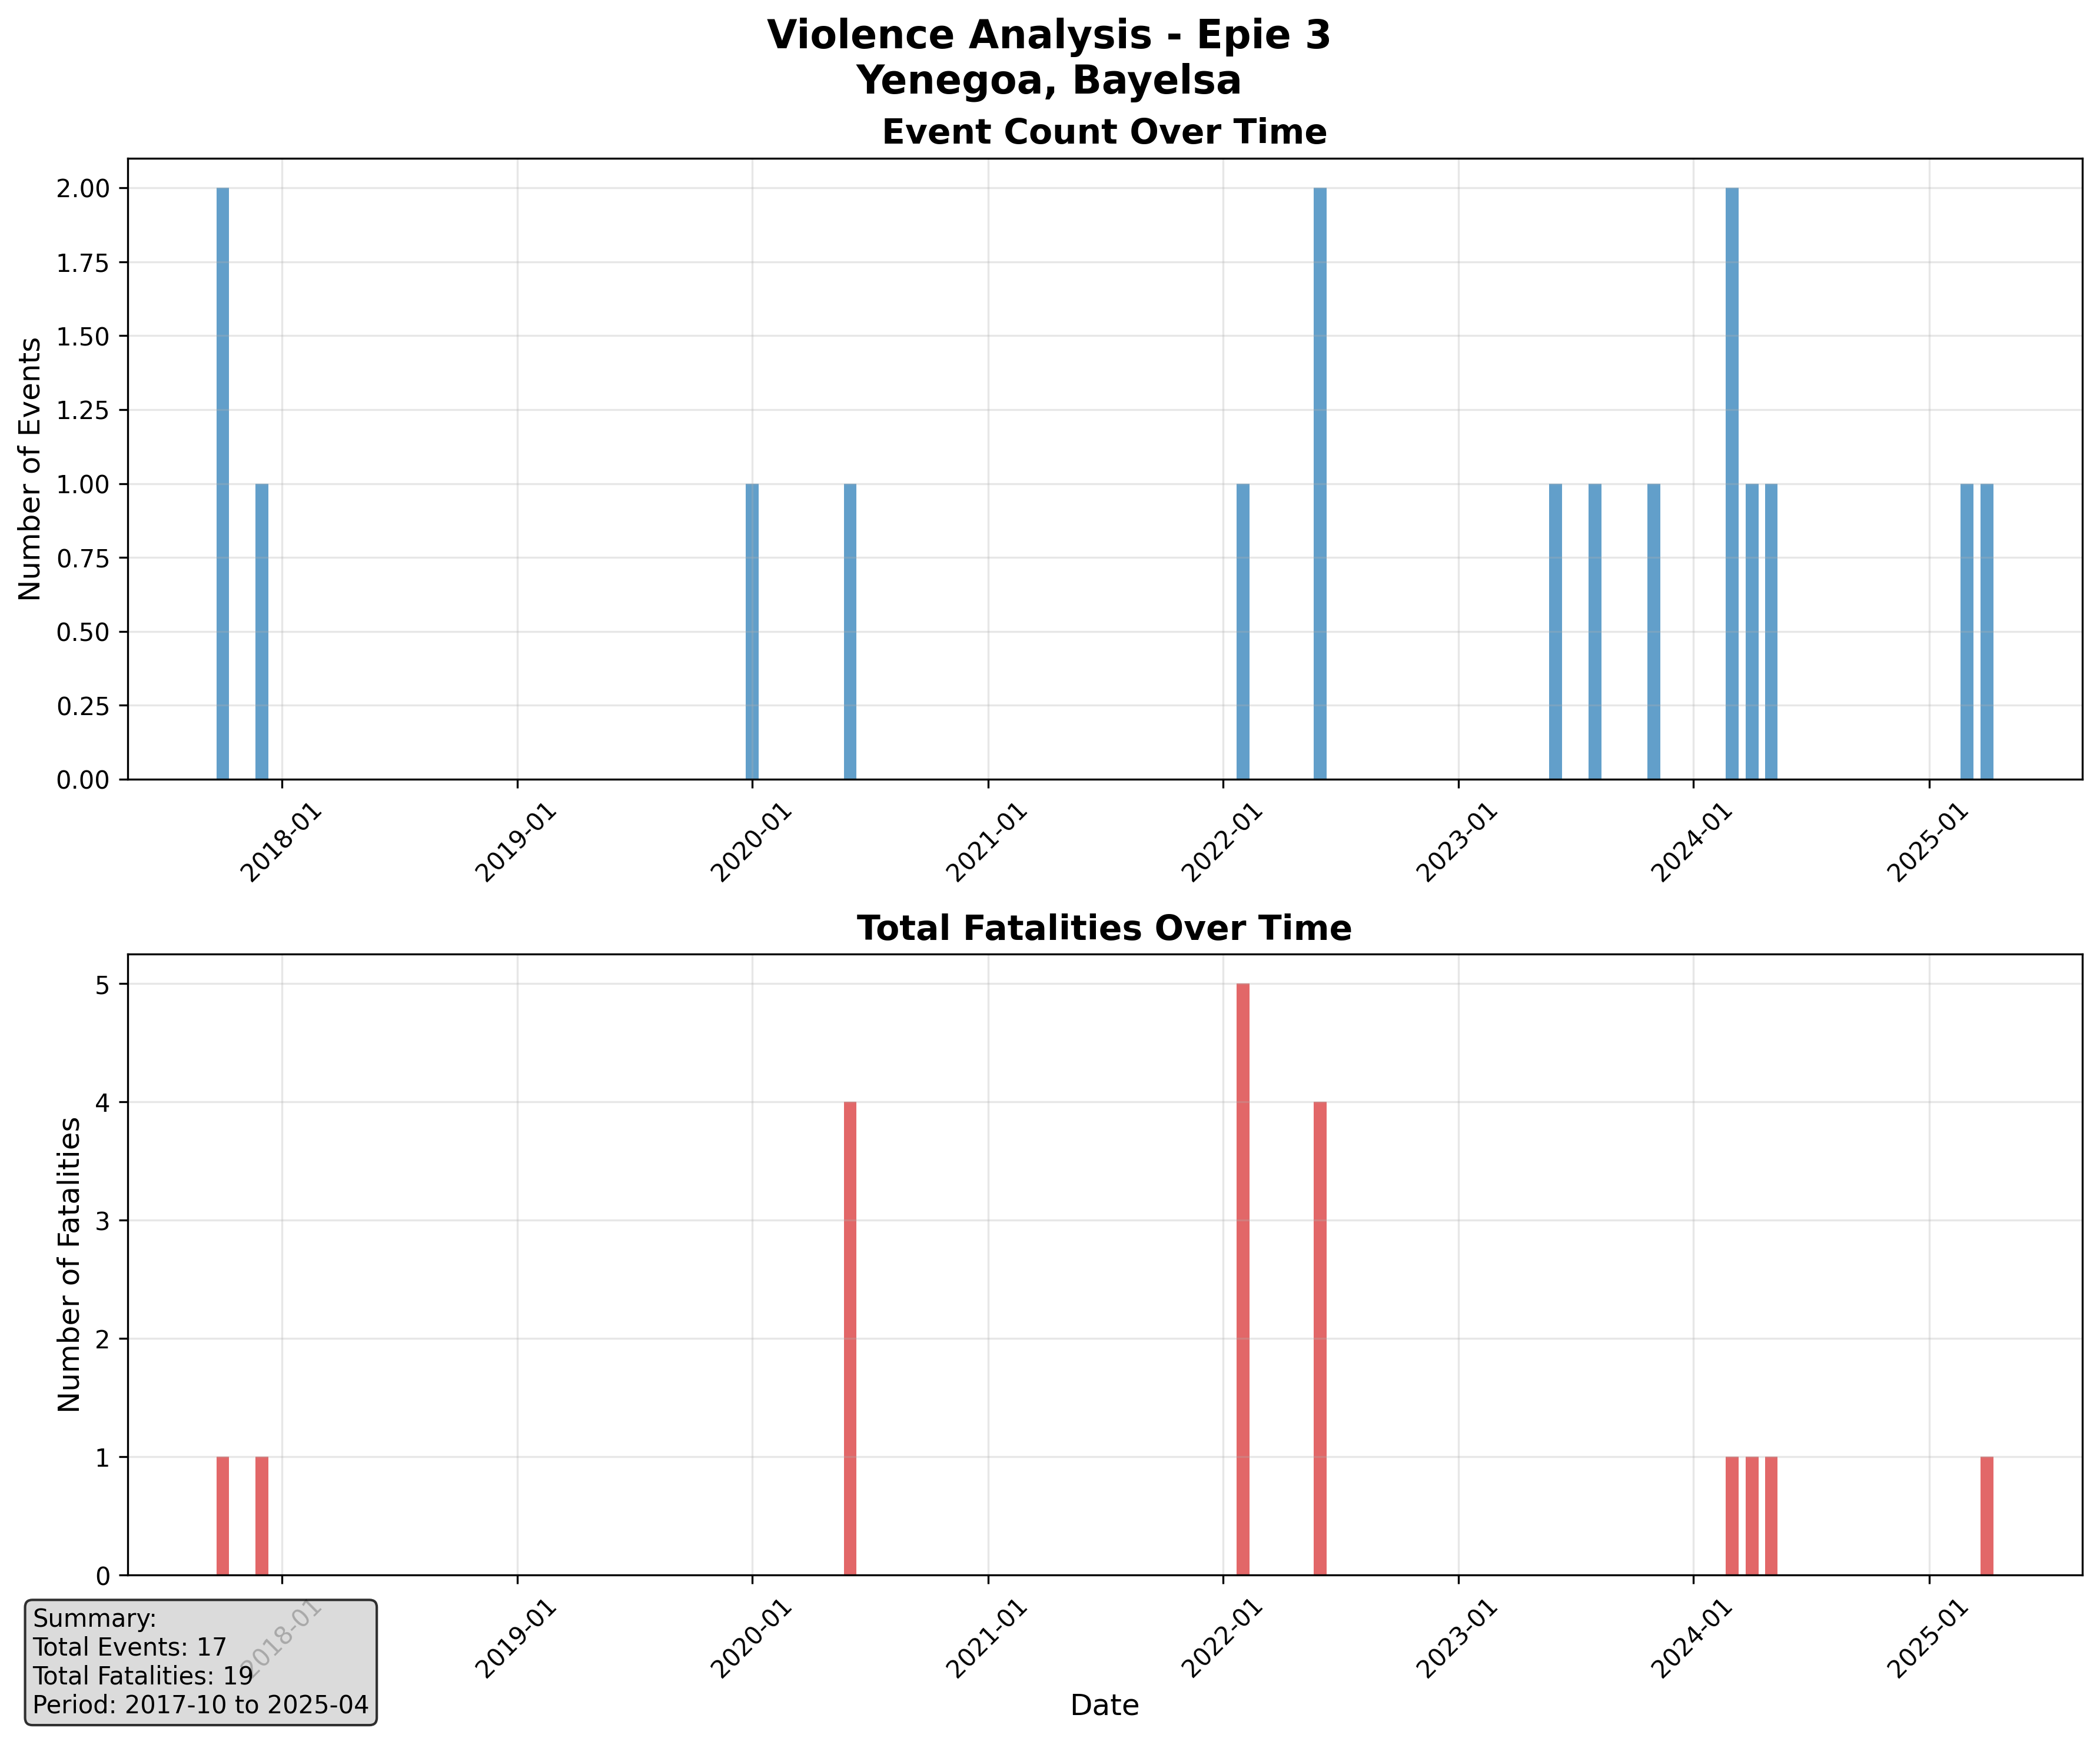 Violence Analysis - Epie 3
Yenegoa, Bayelsa
Event Count Over Time
Number of Events
2.00
1.75
1.50
1.25
1.00
0.75
0.50
0.25
0.00
2018-01
2019-01
2020-01
2021-01
2022-01
2023-01
2024-01
2025-01
Total Fatalities Over Time
Number of Fatalities
5
4
3
2
1
0
2018-01
2019-01
2020-01
2021-01
2022-01
2023-01
2024-01
2025-01
Date
Summary:
Total Events: 17
Total Fatalities: 19
Period: 2017-10 to 2025-04